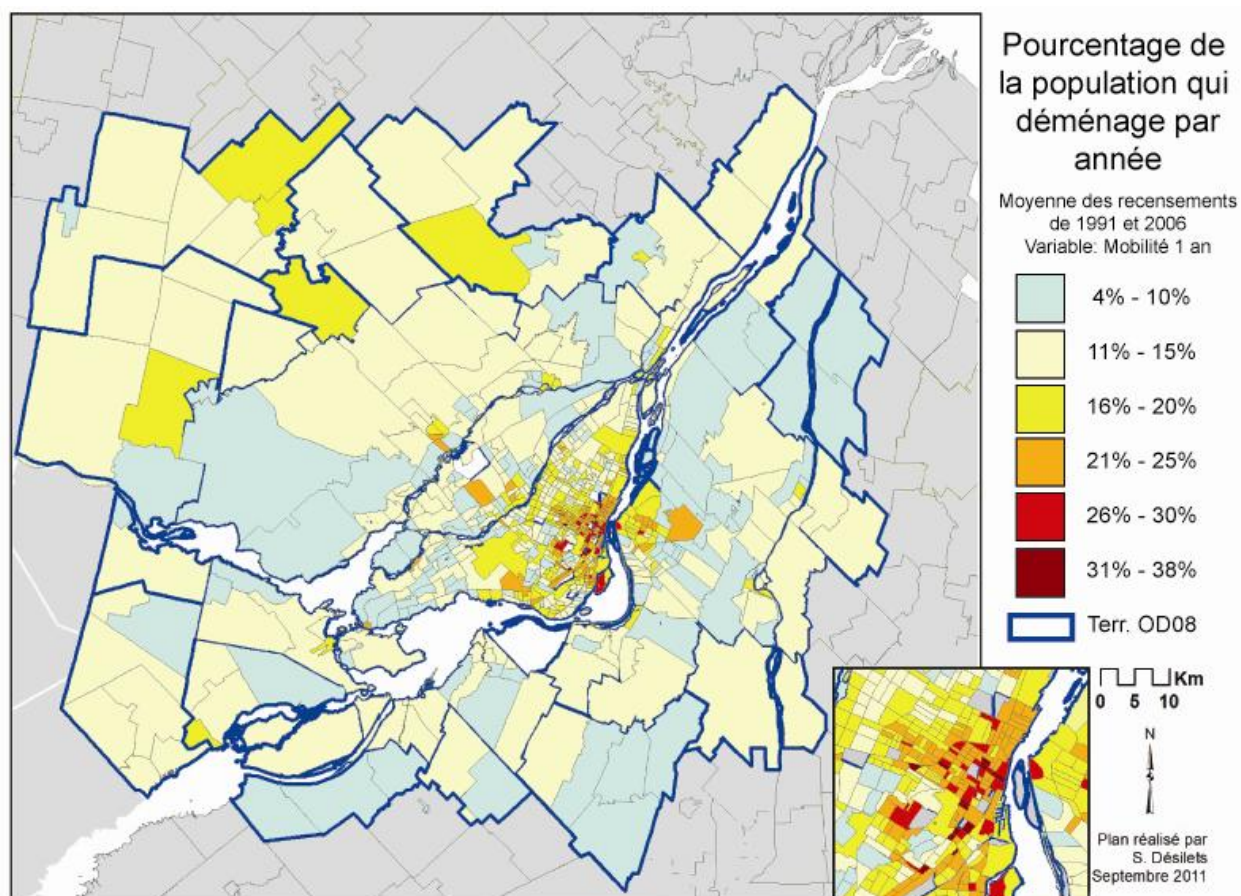 Pourcentage de
la population qui
déménage par
année
Moyenne des recensements
de 1991 et 2006
Variable: Mobilité 1 an
4% - 10%
11% - 15%
16% - 20%
21% - 25%
26% - 30%
31% - 38%
Terr. OD08
Km
0 5 10
N
Plan réalisé par
S. Désilets
Septembre 2011